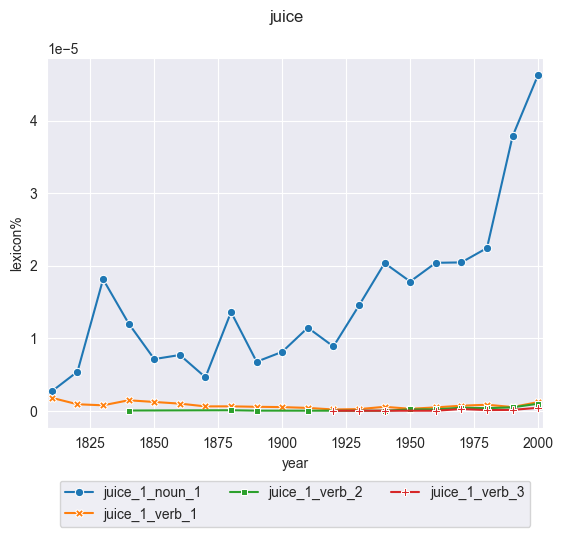 juice
1e−5
4
3
2
1
0
lexicon%
1825 1850 1875 1900 1925 1950 1975 2000
year
juice_1_noun_1 juice_1_verb_2 juice_1_verb_3
juice_1_verb_1